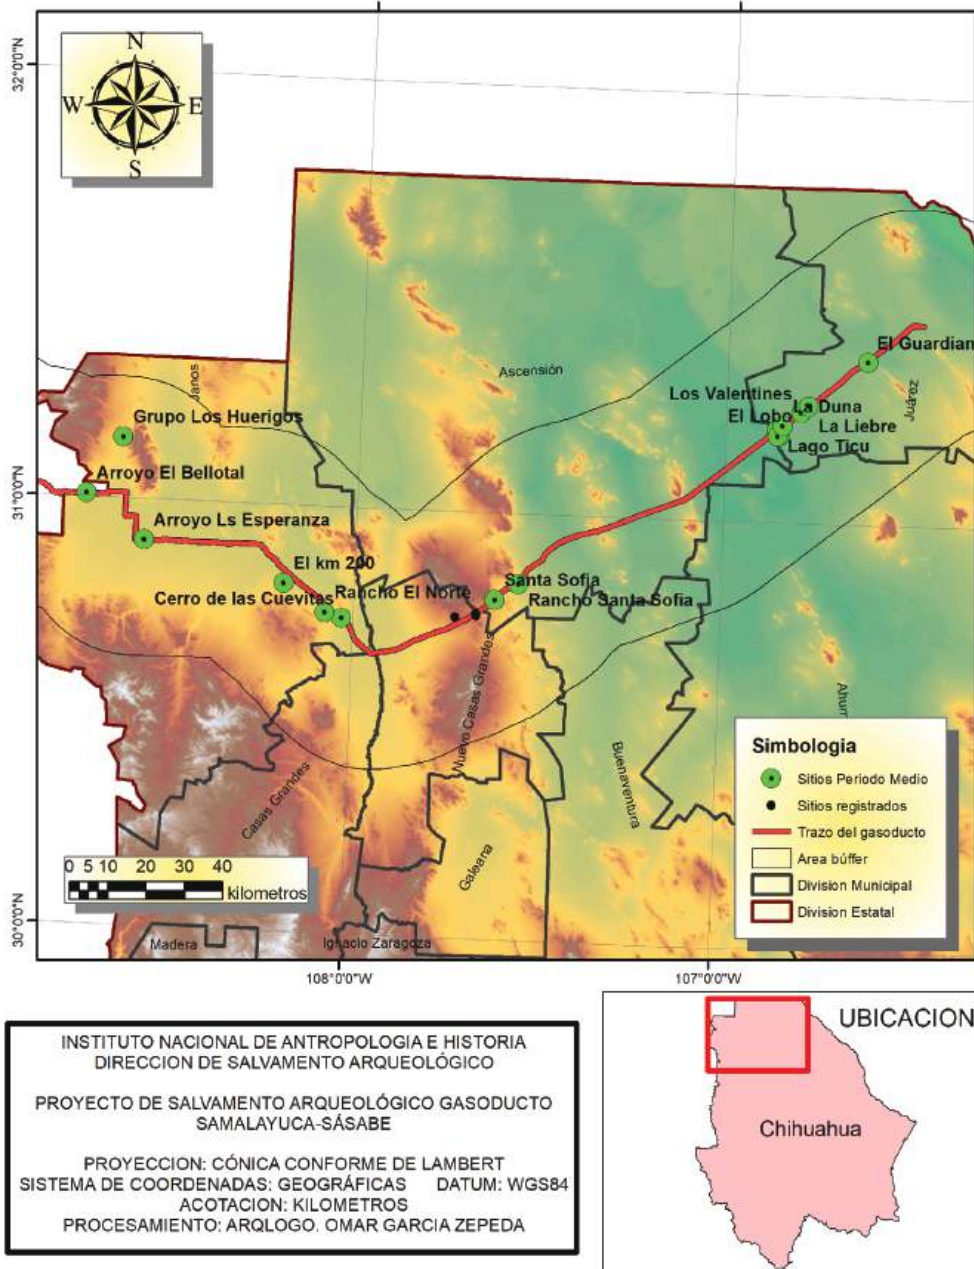 N
W E
S
32°0'0"N
31°0'0"N
30°0'0"N
Janos
Ascensión
Juárez
El Guardian
Los Valentines
La Duna
El Lobo
La Liebre
Lago Ticu
Grupo Los Huerigos
Arroyo El Bellotal
Arroyo Ls Esperanza
El km 200
Cerro de las Cuevitas
Rancho El Norte
Santa Sofia
Rancho Santa Sofia
Nuevo Casas Grandes
Casas Grandes
Buenaventura
Ahum
Galeana
Madera
Ignacio Zaragoza
0 5 10 20 30 40
kilometros
Simbologia
Sitios Periodo Medio
Sitios registrados
Trazo del gasoducto
Area búffer
Division Municipal
Division Estatal
108°0'0"W
107°0'0"W
INSTITUTO NACIONAL DE ANTROPOLOGIA E HISTORIA
DIRECCION DE SALVAMENTO ARQUEOLÓGICO
PROYECTO DE SALVAMENTO ARQUEOLÓGICO GASODUCTO
SAMALAYUCA-SÁSABE
PROYECCION: CÓNICA CONFORME DE LAMBERT
SISTEMA DE COORDENADAS: GEOGRÁFICAS DATUM: WGS84
ACOTACION: KILOMETROS
PROCESAMIENTO: ARQLOGO. OMAR GARCIA ZEPEDA
UBICACION
Chihuahua